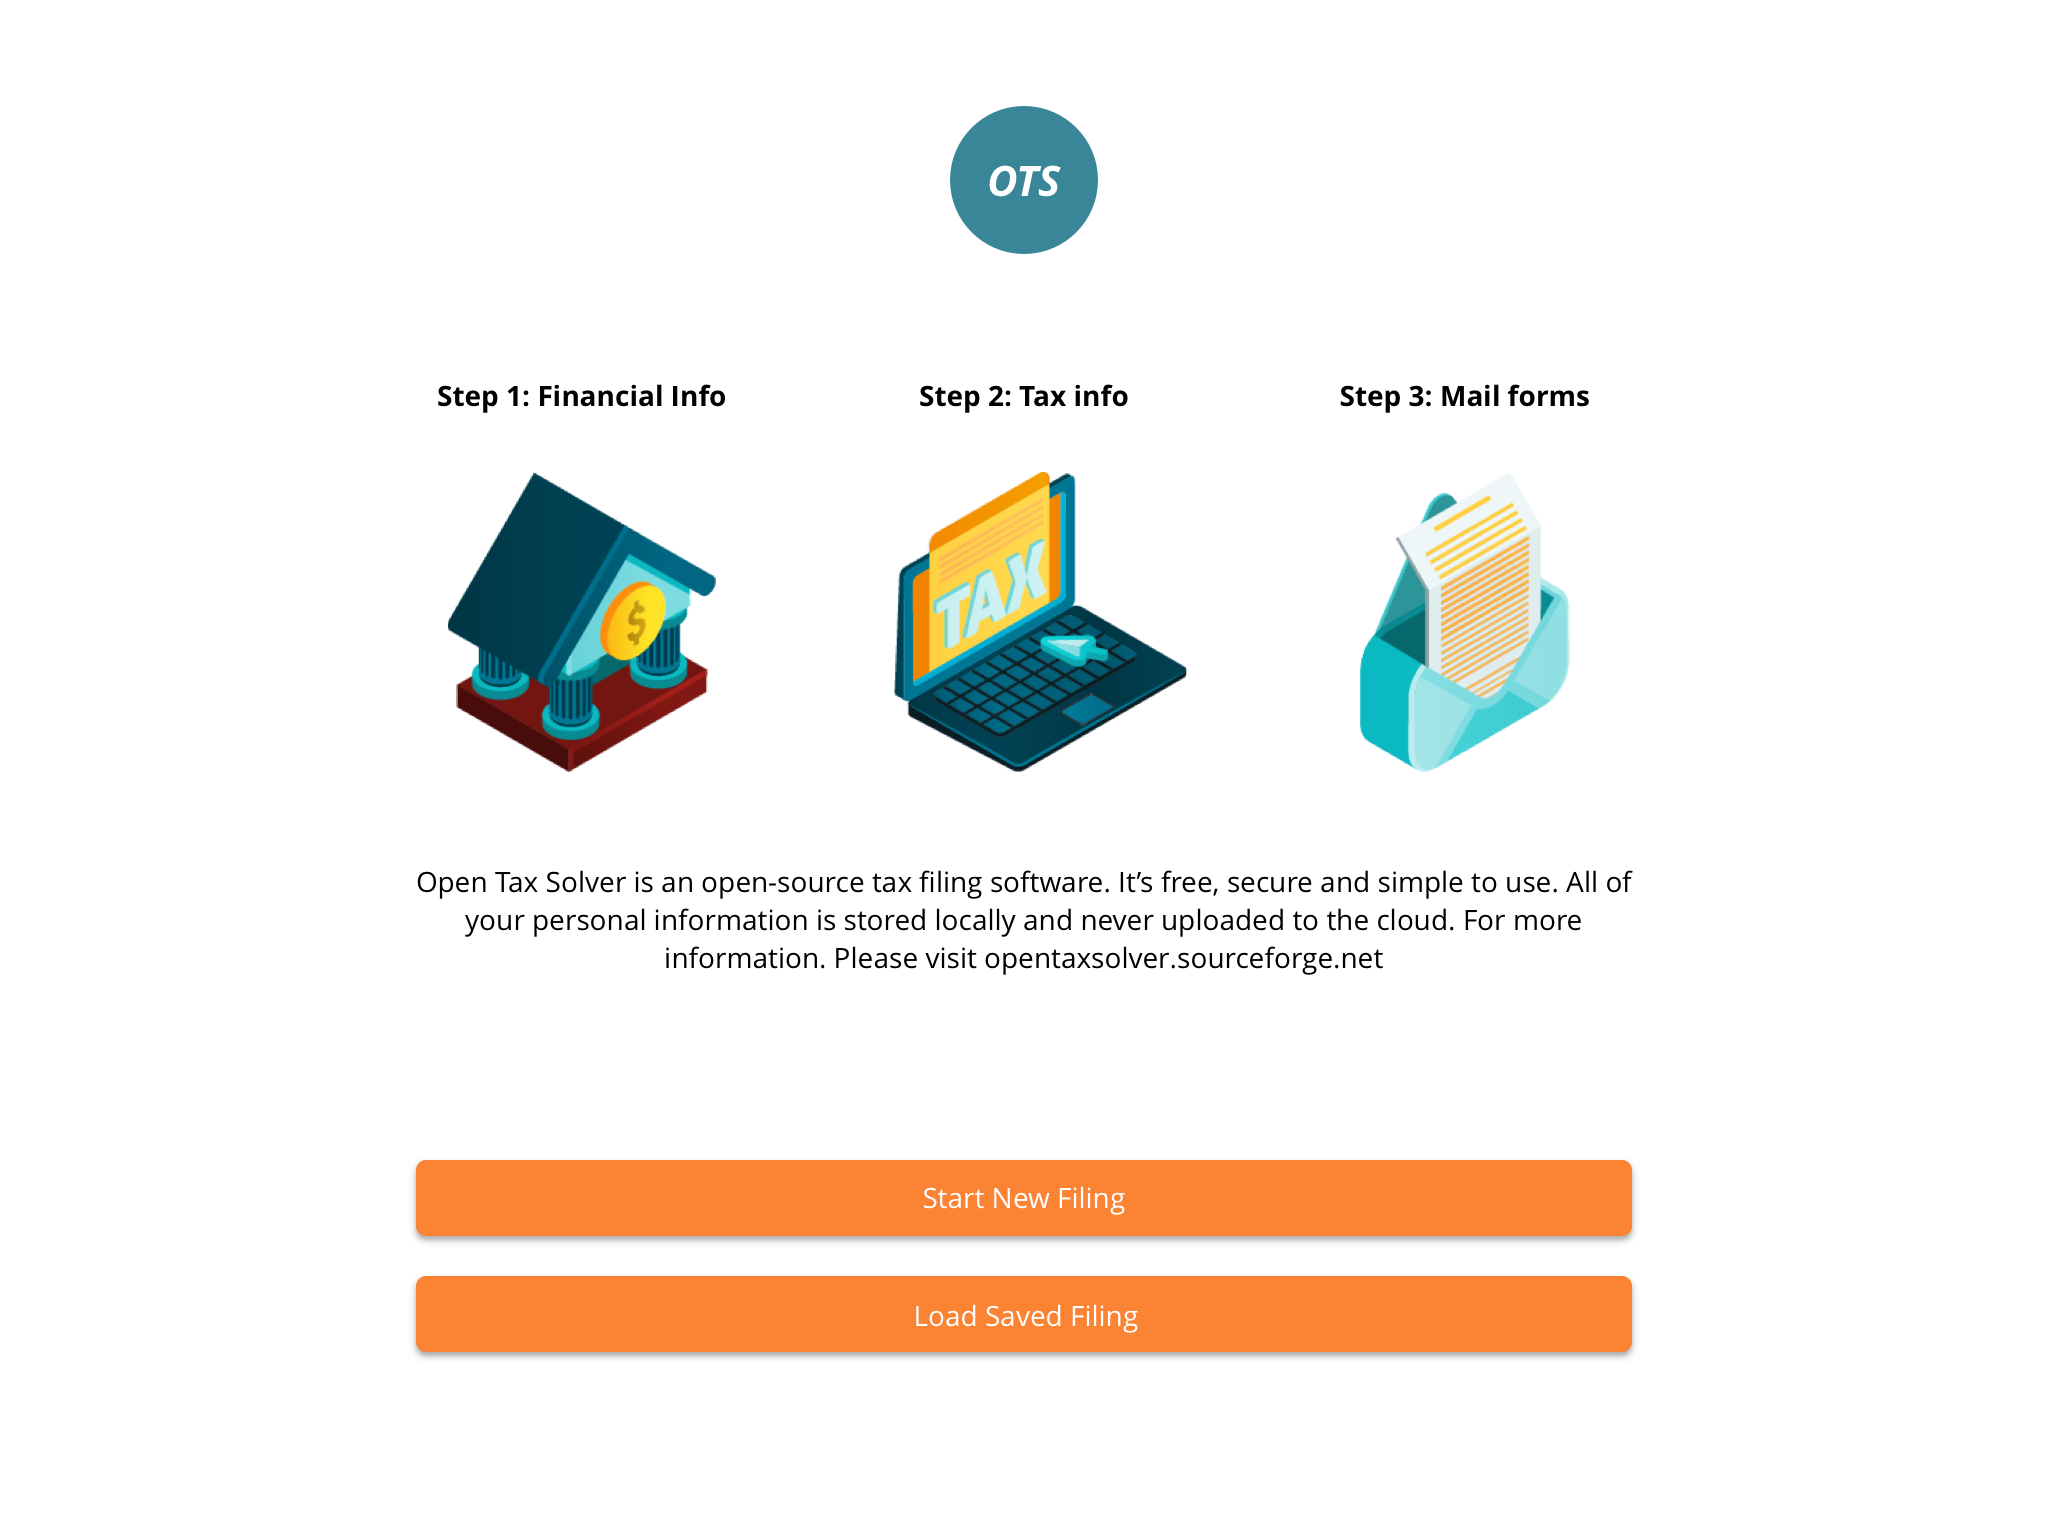 OTS
Step 1: Financial Info
Step 2: Tax info
Step 3: Mail forms
$
TAX
Open Tax Solver is an open-source tax filing software. It’s free, secure and simple to use. All of
your personal information is stored locally and never uploaded to the cloud. For more
information. Please visit opentaxsolver.sourceforge.net
Start New Filing
Load Saved Filing